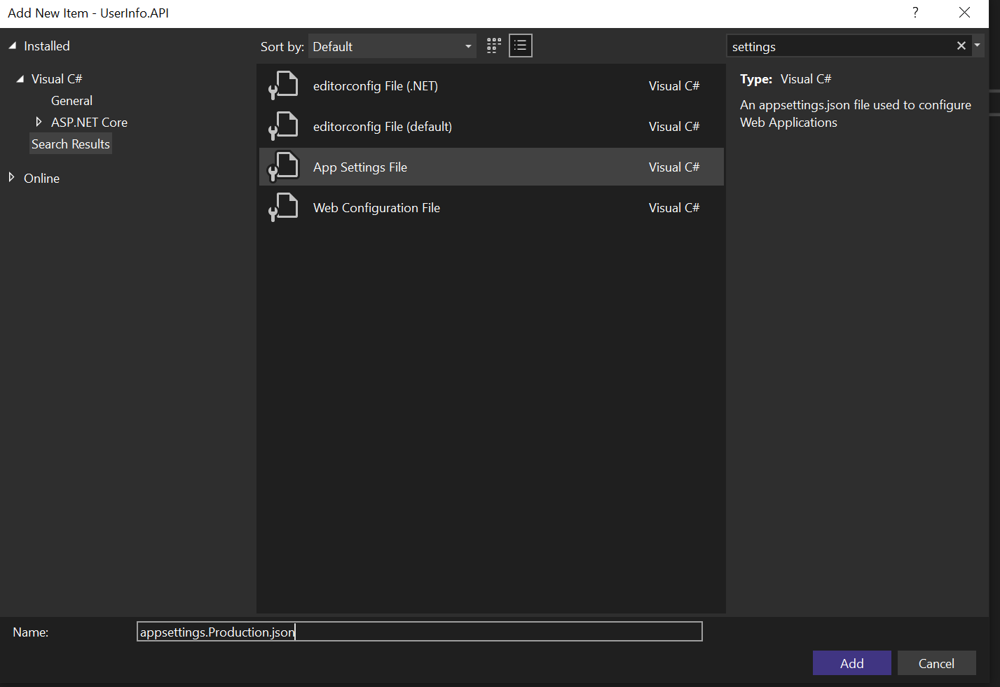 Add New Item - UserInfo.API
?
Installed
Visual C#
General
ASP.NET Core
Search Results
Online
Sort by: Default
editorconfig File (.NET) Visual C#
editorconfig File (default) Visual C#
App Settings File Visual C#
Web Configuration File Visual C#
settings
Type: Visual C#
An appsettings.json file used to configure
Web Applications
Name: appsettings.Production.json
Add Cancel